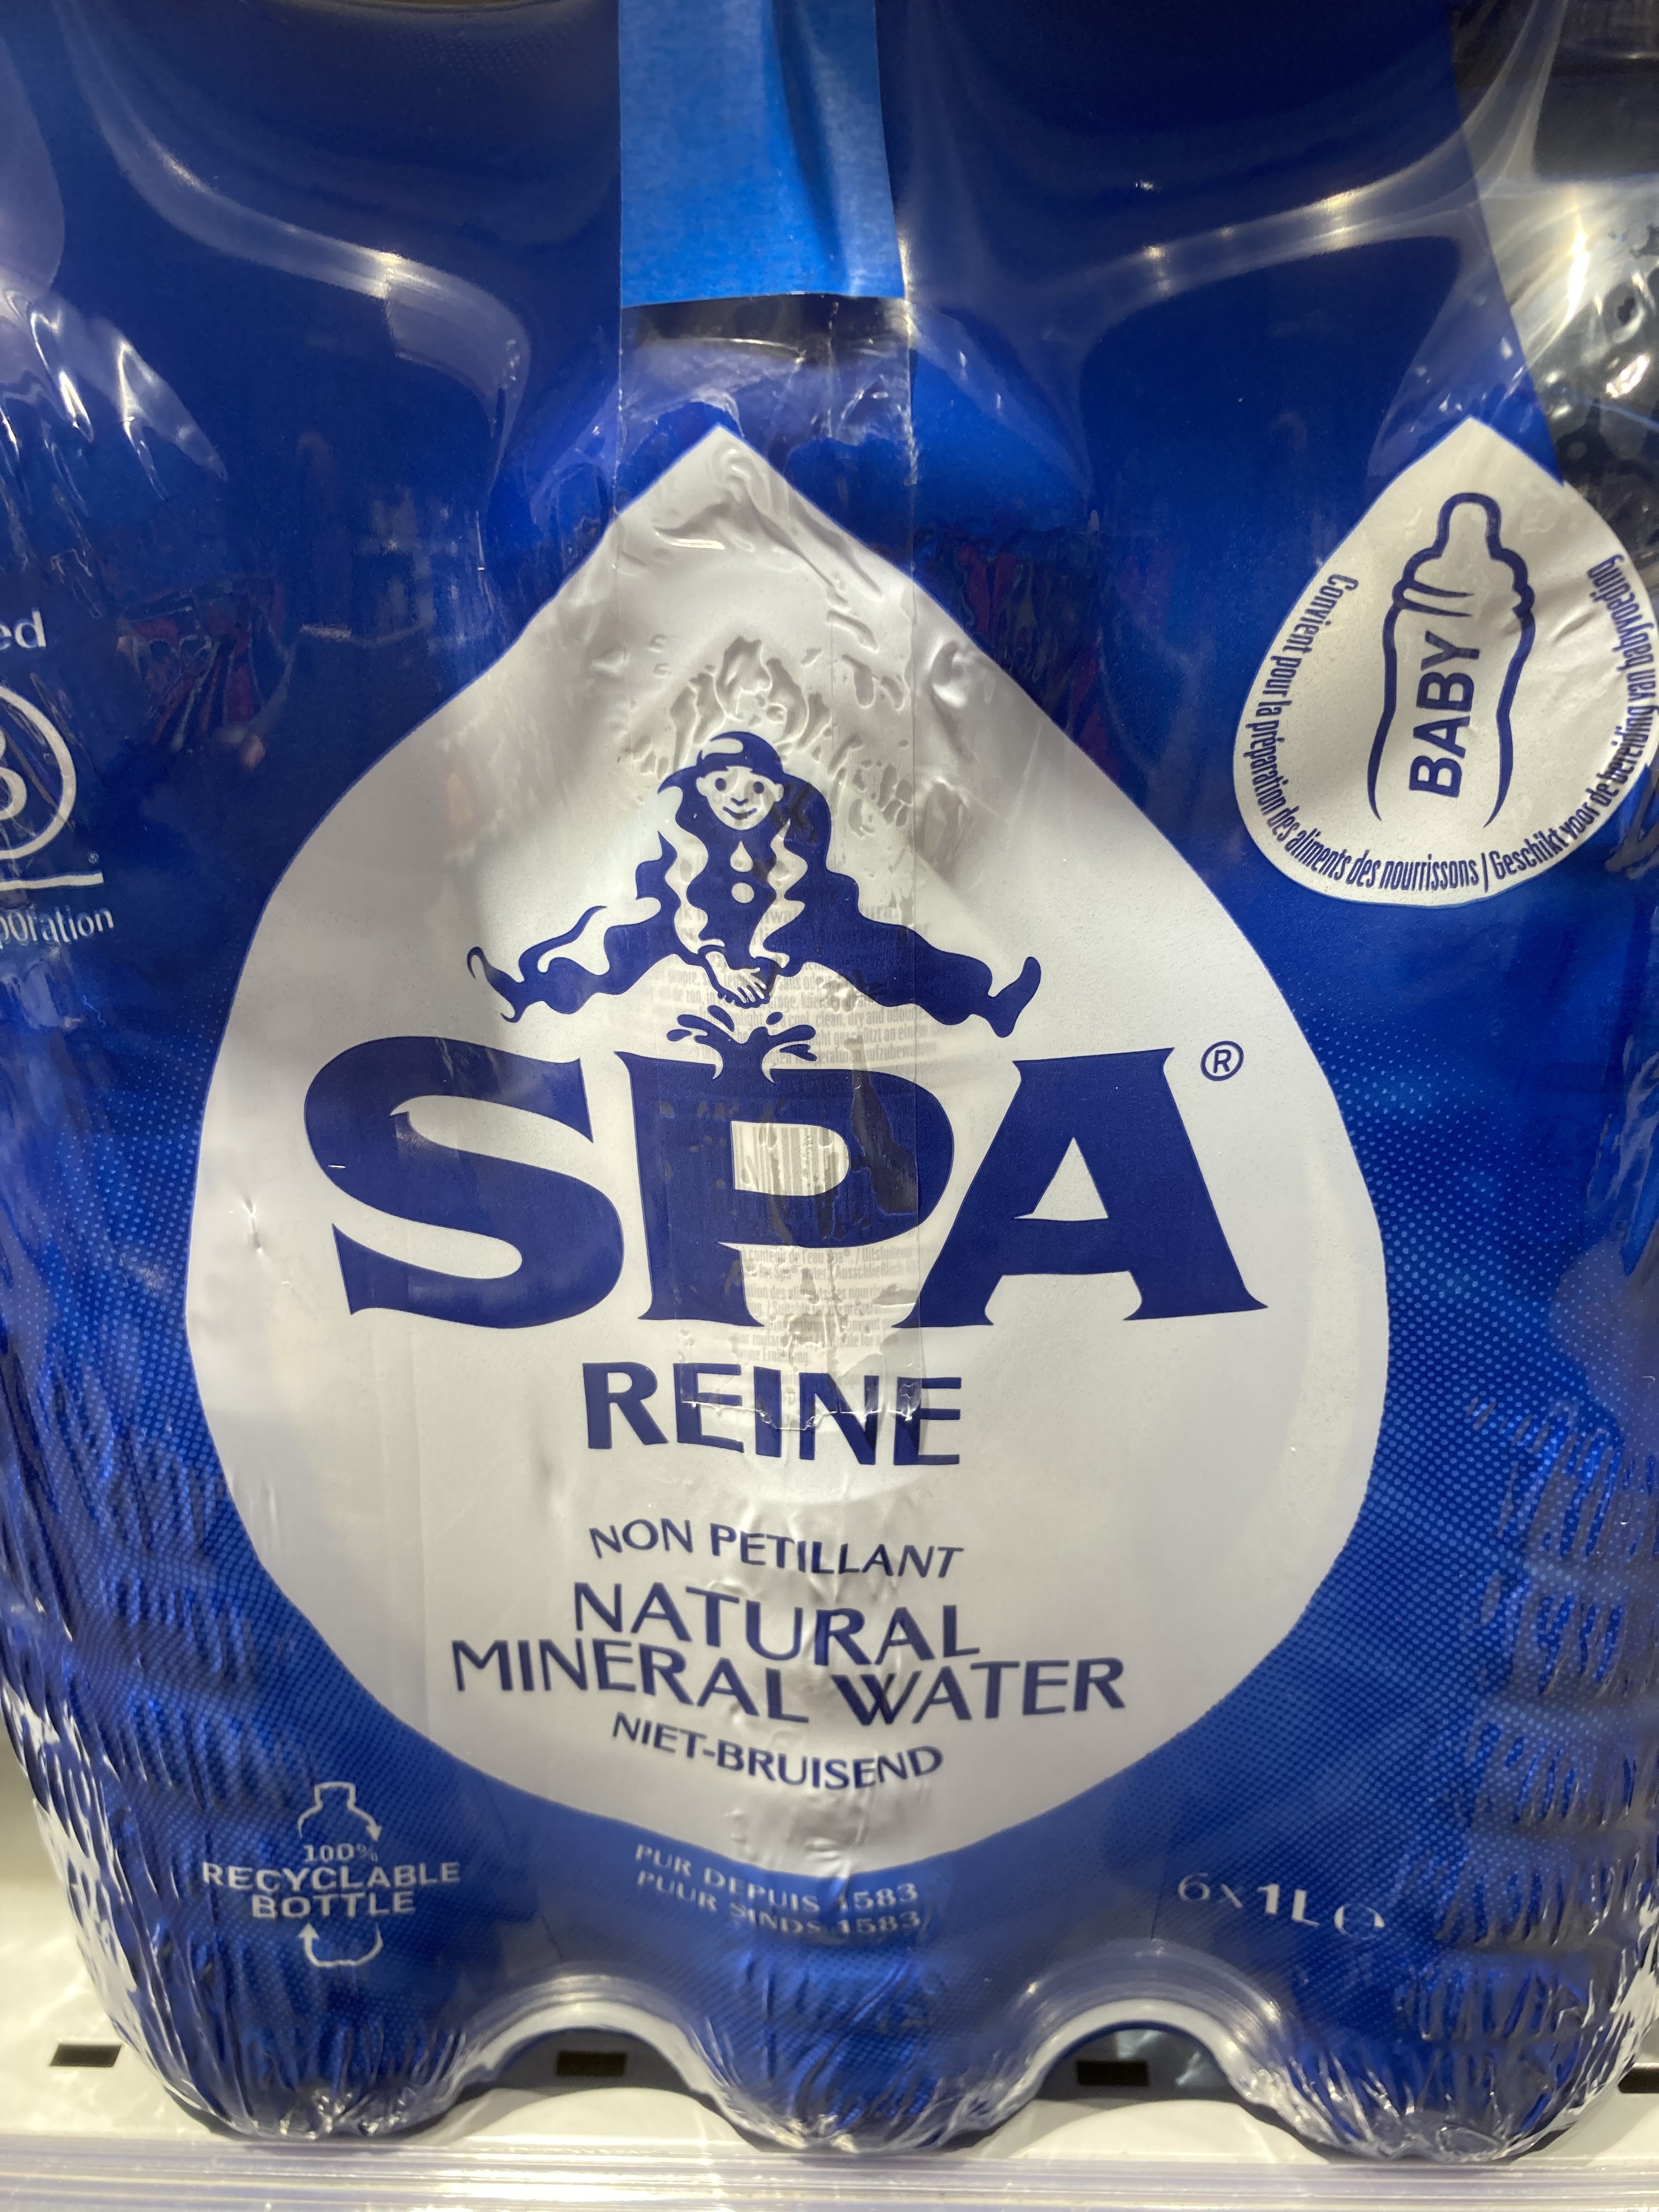 BABY
Convient pour la préparation des aliments des nourrissons / Geschikt voor de bereiding van babyvoeding
SPA®
REINE
NON PETILLANT
NATURAL
MINERAL WATER
NIET-BRUISEND
100%
RECYCLABLE
BOTTLE
PUR DEPUIS 1583
PUUR SINDS 1583
6x1L℮